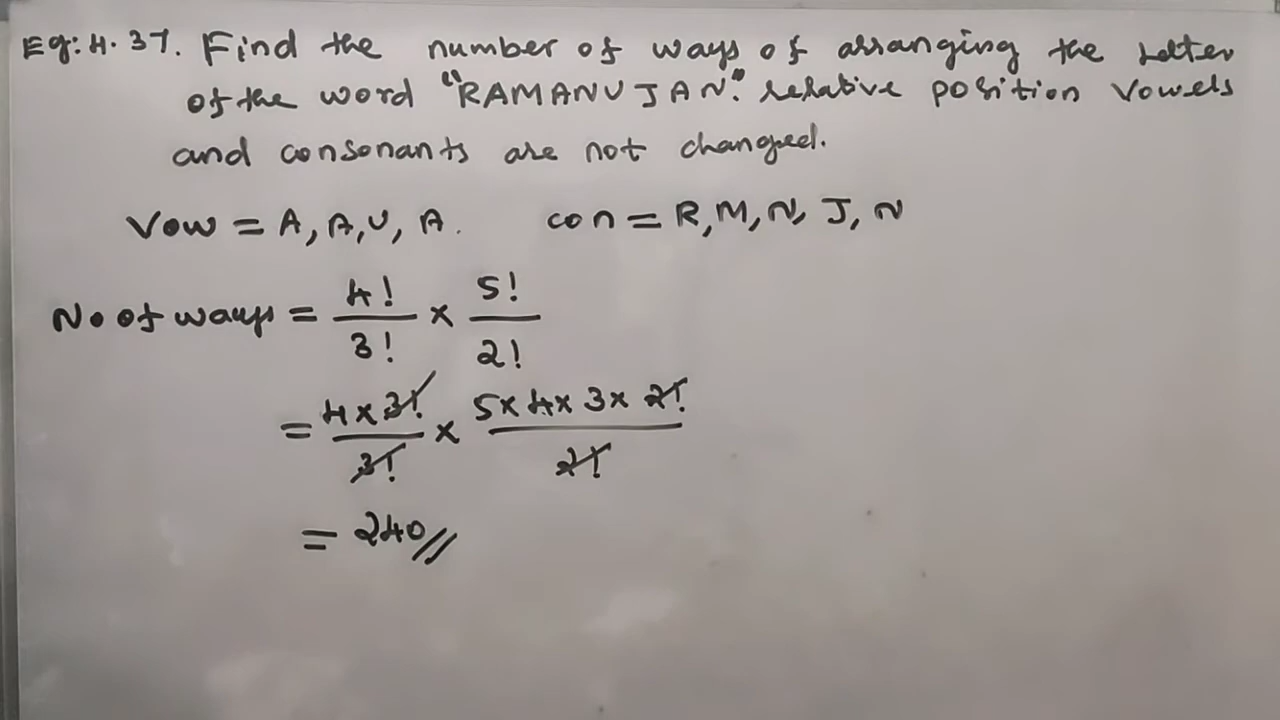 Eg: 4.37. Find the number of ways of arranging the Letter
of the word "RAMANUJAN". relative position Vowels
and consonants are not changed.
Vow = A, A, U, A. con = R, M, N, J, N
No of ways = 4!/3! × 5!/2!
= 4×3!/3! × 5×4×3×2!/2!
= 240//